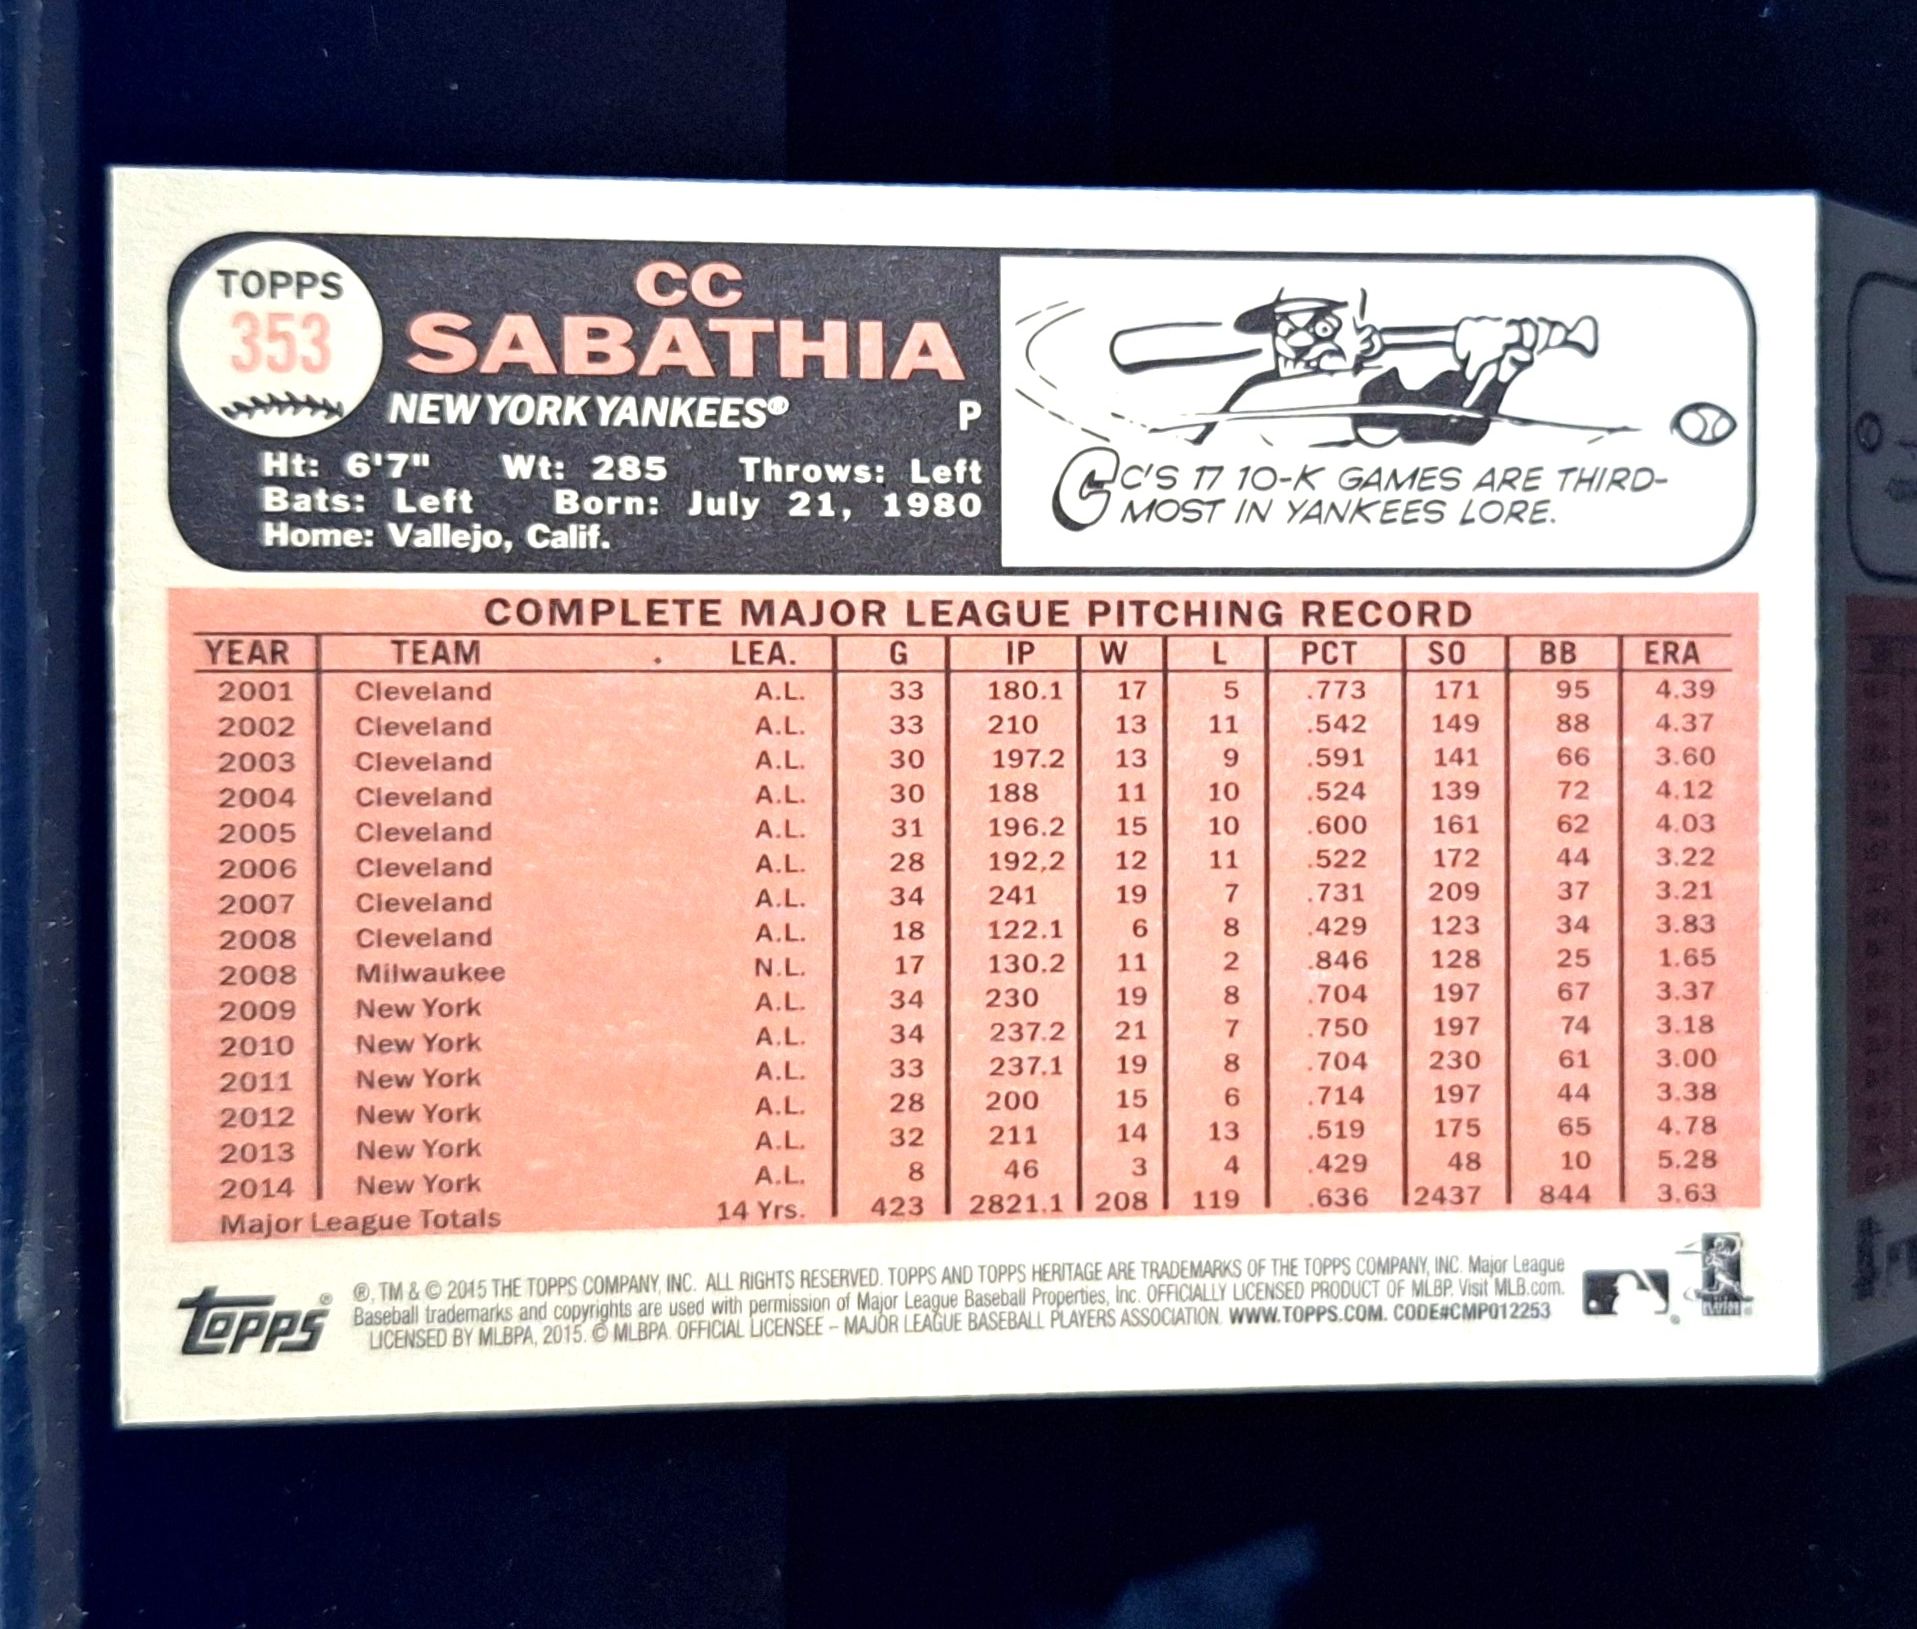 TOPPS
353
CC
SABATHIA
NEW YORK YANKEES® P
Ht: 6'7" Wt: 285 Throws: Left
Bats: Left Born: July 21, 1980
Home: Vallejo, Calif.
CC'S 17 10-K GAMES ARE THIRD-
MOST IN YANKEES LORE.
COMPLETE MAJOR LEAGUE PITCHING RECORD
YEAR TEAM LEA. G IP W L PCT SO BB ERA
2001 Cleveland A.L. 33 180.1 17 5 .773 171 95 4.39
2002 Cleveland A.L. 33 210 13 11 .542 149 88 4.37
2003 Cleveland A.L. 30 197.2 13 9 .591 141 66 3.60
2004 Cleveland A.L. 30 188 11 10 .524 139 72 4.12
2005 Cleveland A.L. 31 196.2 15 10 .600 161 62 4.03
2006 Cleveland A.L. 28 192.2 12 11 .522 172 44 3.22
2007 Cleveland A.L. 34 241 19 7 .731 209 37 3.21
2008 Cleveland A.L. 18 122.1 6 8 .429 123 34 3.83
2008 Milwaukee N.L. 17 130.2 11 2 .846 128 25 1.65
2009 New York A.L. 34 230 19 8 .704 197 67 3.37
2010 New York A.L. 34 237.2 21 7 .750 197 74 3.18
2011 New York A.L. 33 237.1 19 8 .704 230 61 3.00
2012 New York A.L. 28 200 15 6 .714 197 44 3.38
2013 New York A.L. 32 211 14 13 .519 175 65 4.78
2014 New York A.L. 8 46 3 4 .429 48 10 5.28
Major League Totals 14 Yrs. 423 2821.1 208 119 .636 2437 844 3.63
topps®
®, TM & © 2015 THE TOPPS COMPANY, INC. ALL RIGHTS RESERVED. TOPPS AND TOPPS HERITAGE ARE TRADEMARKS OF THE TOPPS COMPANY, INC. Major League
Baseball trademarks and copyrights are used with permission of Major League Baseball Properties, Inc. OFFICIALLY LICENSED PRODUCT OF MLBP. Visit MLB.com.
LICENSED BY MLBPA, 2015. © MLBPA. OFFICIAL LICENSEE – MAJOR LEAGUE BASEBALL PLAYERS ASSOCIATION. WWW.TOPPS.COM. CODE#CMP012253